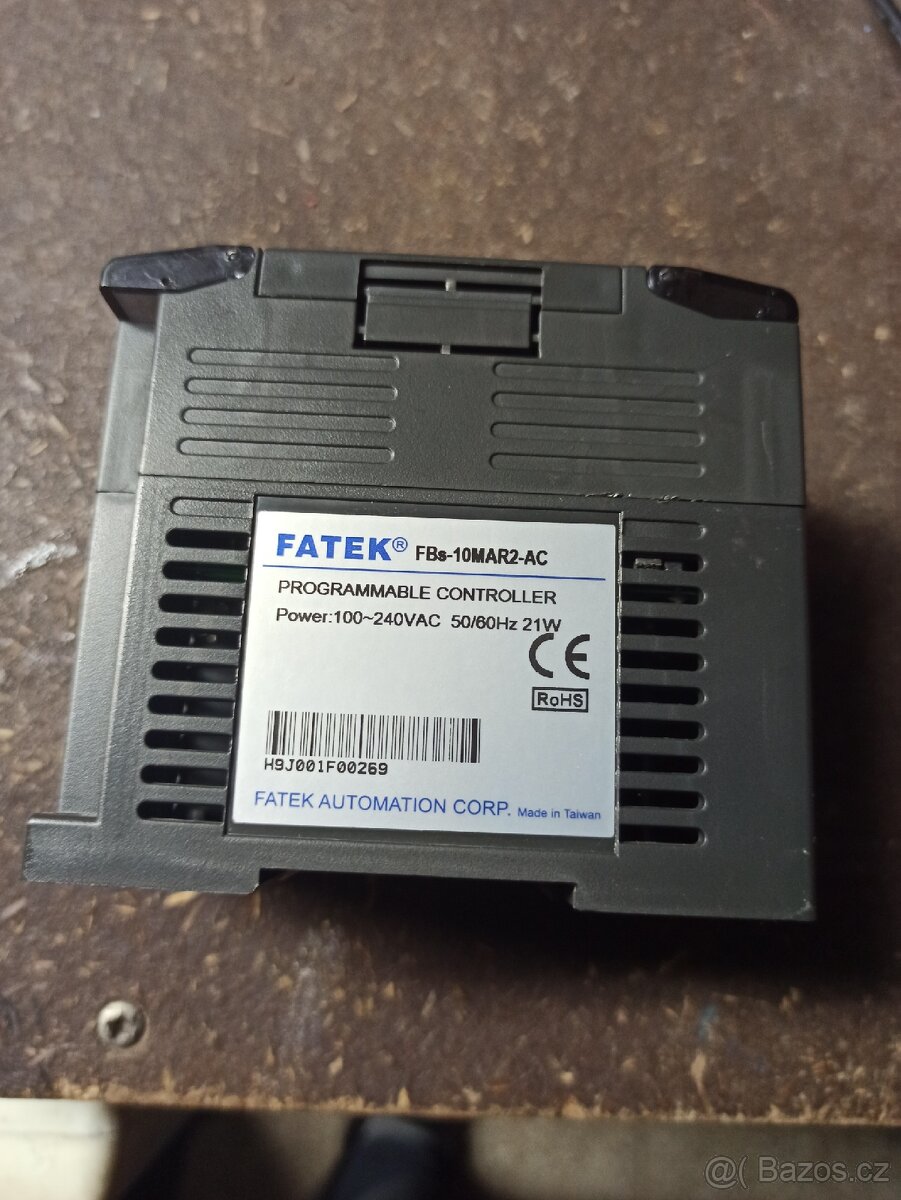 FATEK® FBs-10MAR2-AC
PROGRAMMABLE CONTROLLER
Power:100~240VAC 50/60Hz 21W
CE
RoHS
H9J001F00269
FATEK AUTOMATION CORP. Made in Taiwan
@( Bazos.cz